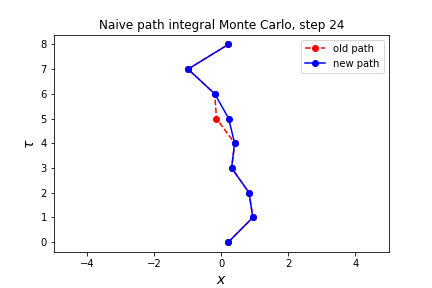 Naive path integral Monte Carlo, step 24
old path
new path
8
7
6
5
4
3
2
1
0
τ
−4
−2
0
2
4
x